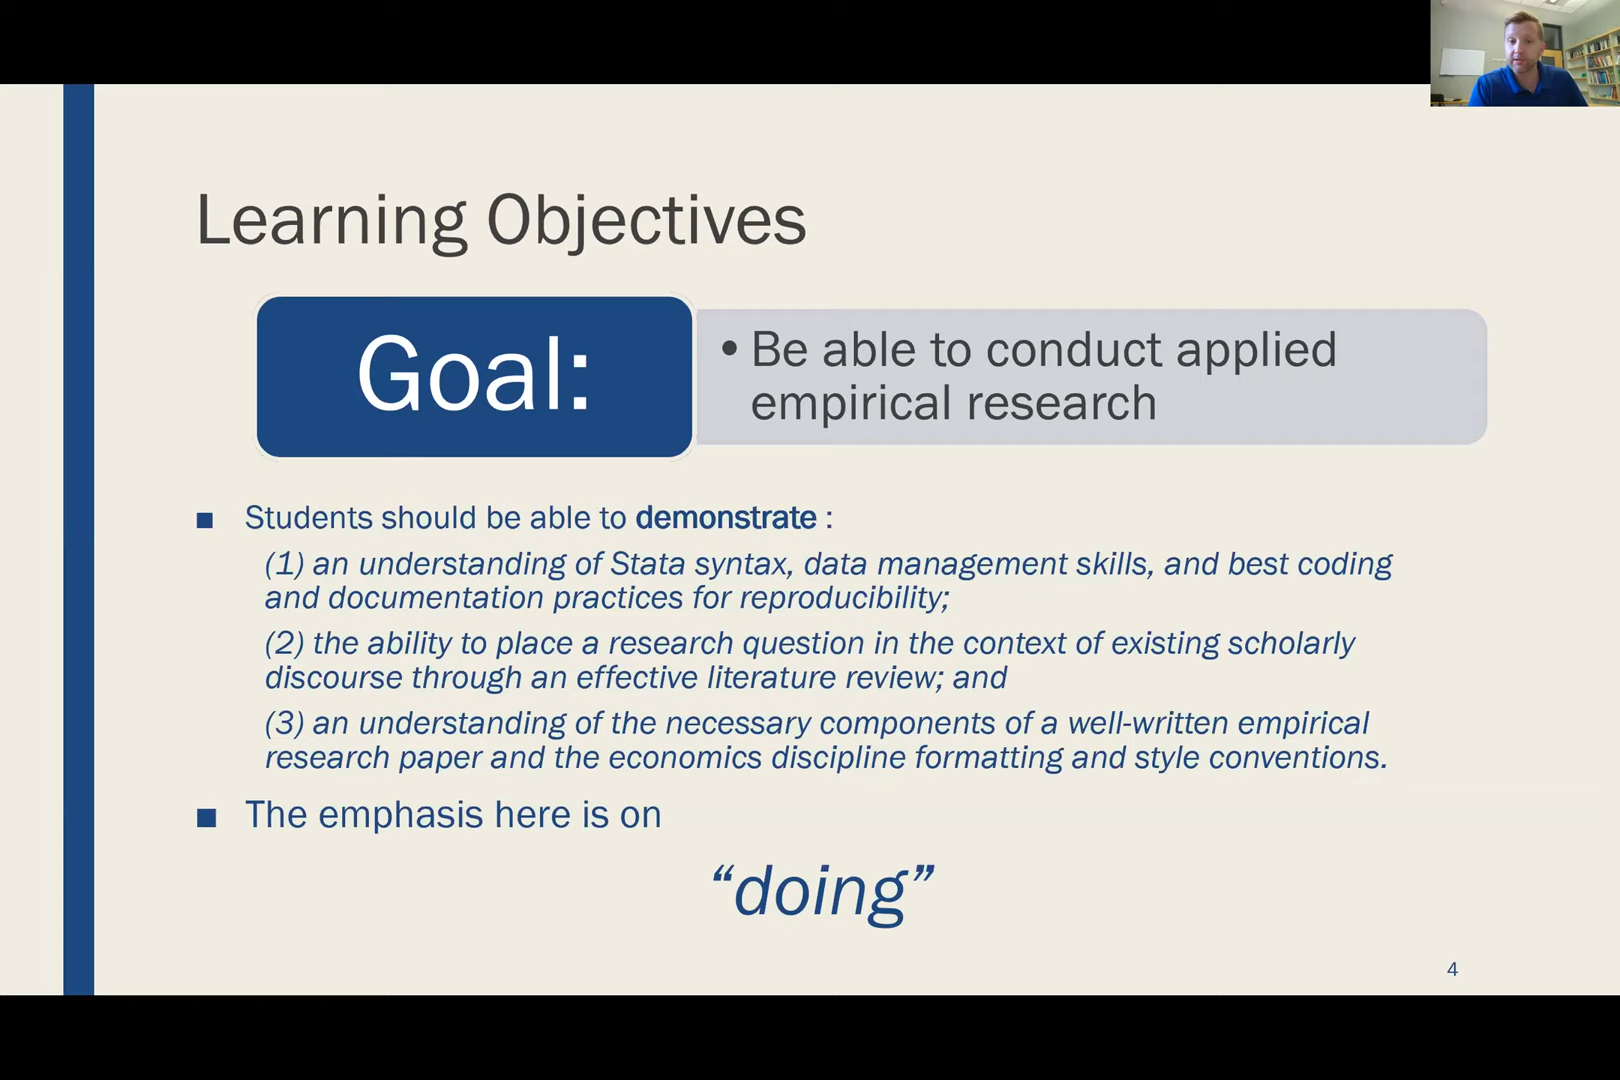 Learning Objectives
Goal:
• Be able to conduct applied
empirical research
■ Students should be able to demonstrate :
(1) an understanding of Stata syntax, data management skills, and best coding
and documentation practices for reproducibility;
(2) the ability to place a research question in the context of existing scholarly
discourse through an effective literature review; and
(3) an understanding of the necessary components of a well-written empirical
research paper and the economics discipline formatting and style conventions.
■ The emphasis here is on
“doing”
4